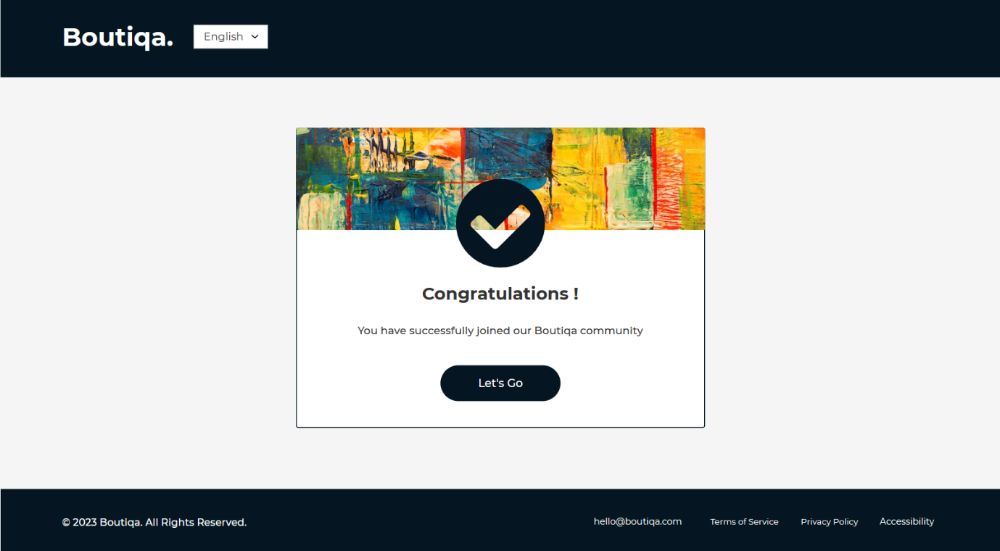 Boutiqa.
English
Congratulations !
You have successfully joined our Boutiqa community
Let's Go
© 2023 Boutiqa. All Rights Reserved.
hello@boutiqa.com
Terms of Service
Privacy Policy
Accessibility